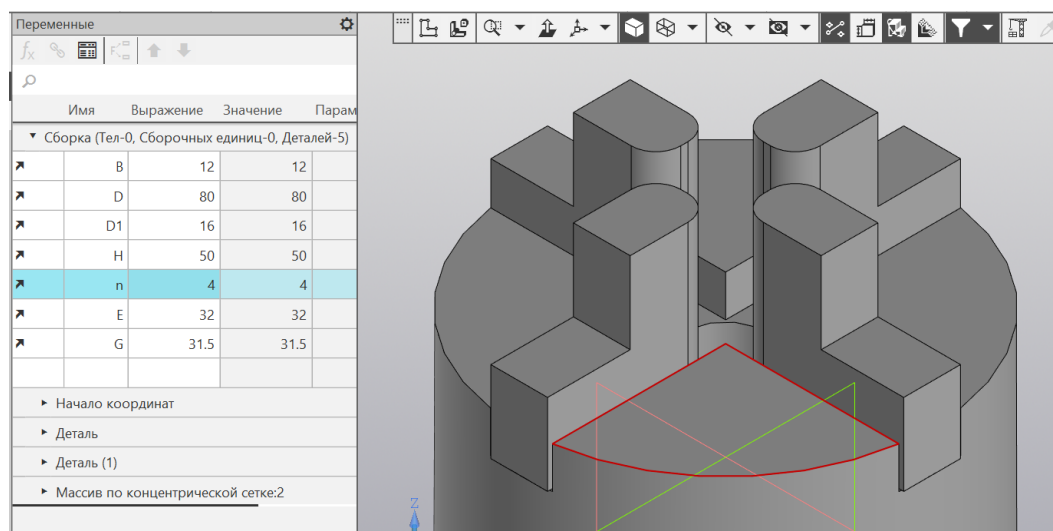 Переменные
fx
Имя Выражение Значение Парам
Сборка (Тел-0, Сборочных единиц-0, Деталей-5)
B 12 12
D 80 80
D1 16 16
H 50 50
n 4 4
E 32 32
G 31.5 31.5
Начало координат
Деталь
Деталь (1)
Массив по концентрической сетке:2
Z